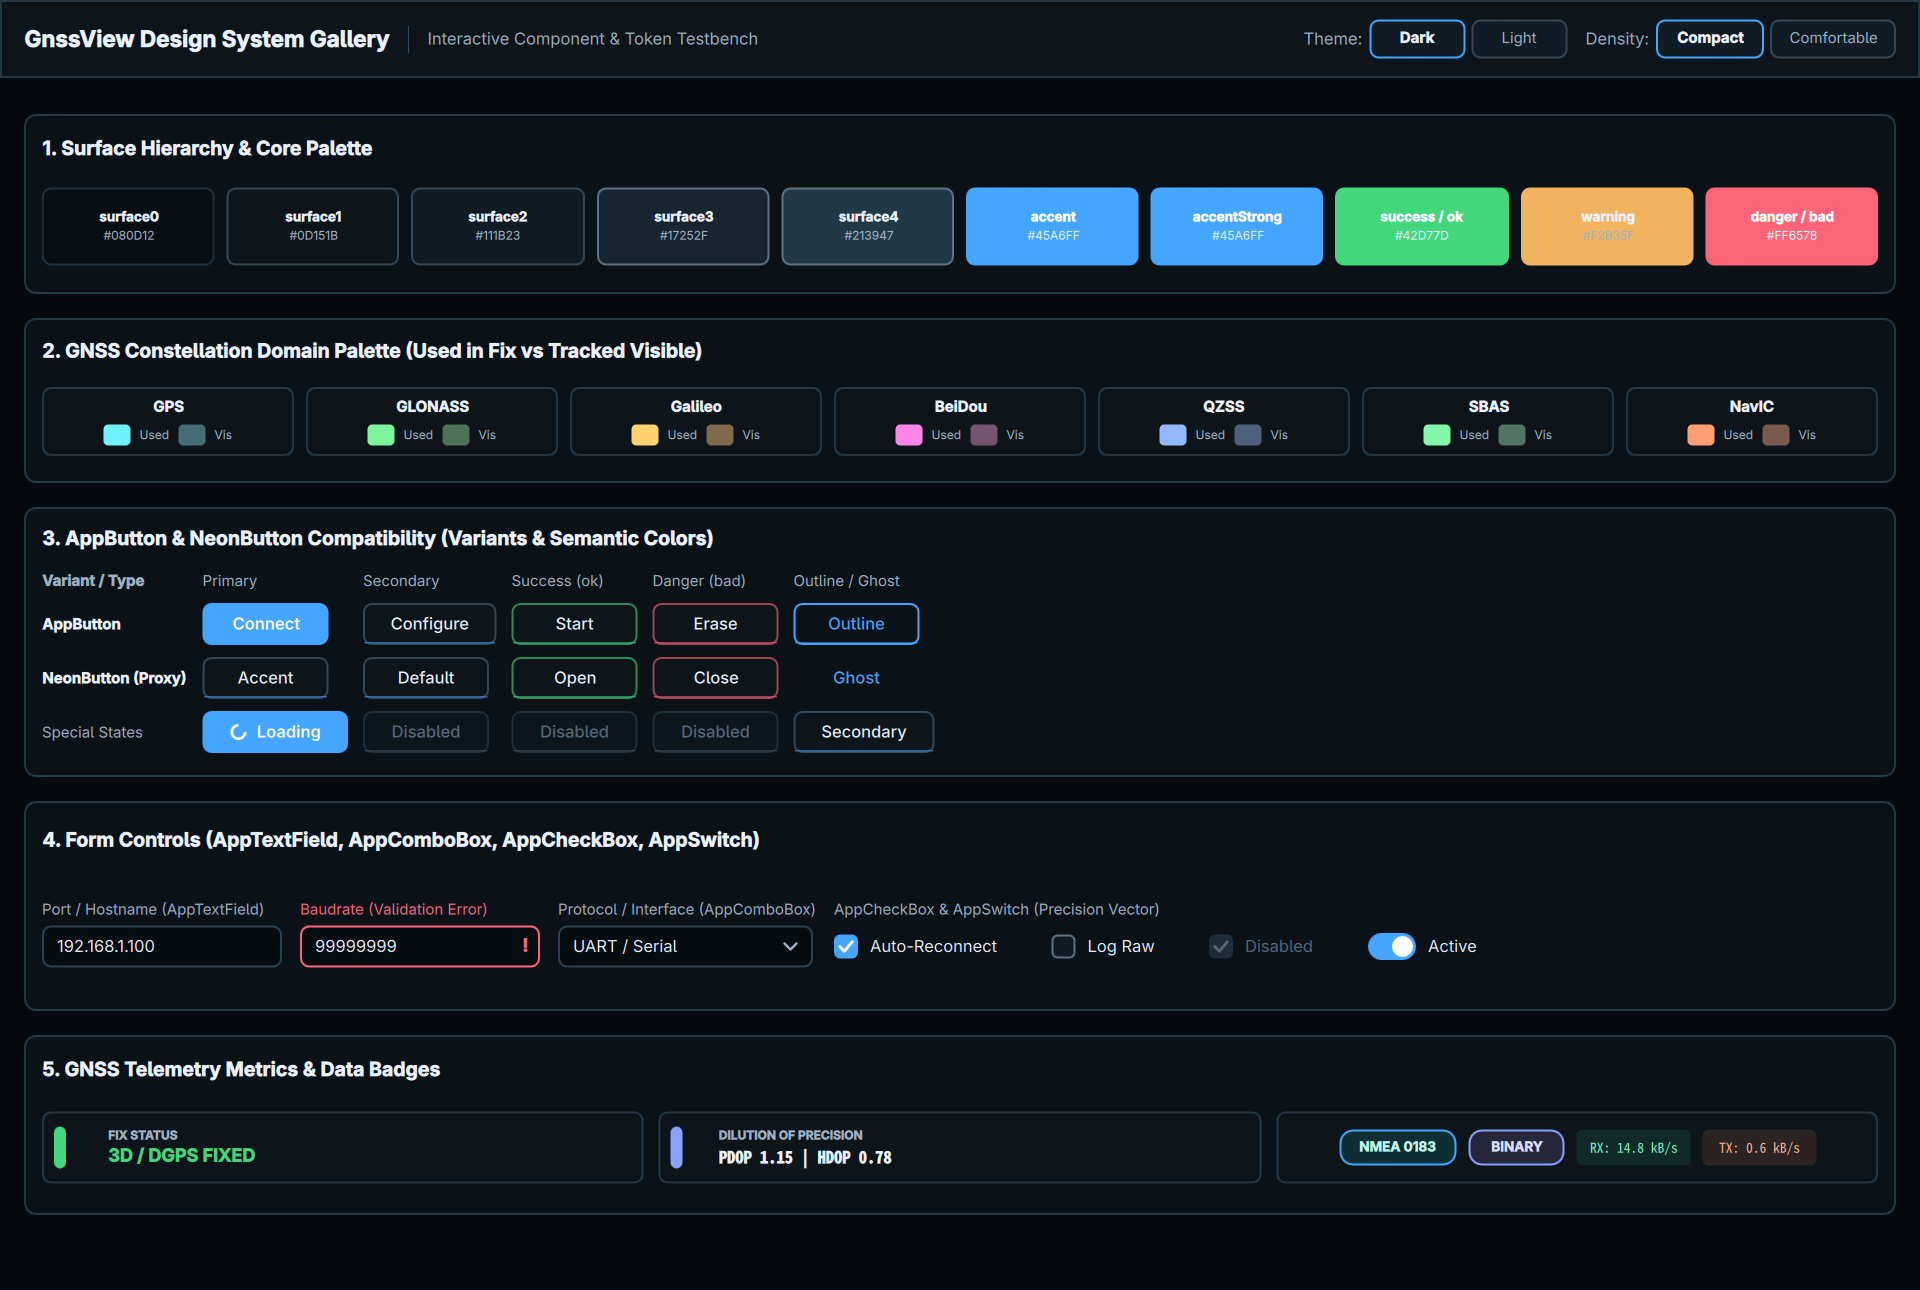 GnssView Design System Gallery
Interactive Component & Token Testbench
Theme:
Dark
Light
Density:
Compact
Comfortable
1. Surface Hierarchy & Core Palette
surface0
#080D12
surface1
#0D151B
surface2
#111B23
surface3
#17252F
surface4
#213947
accent
#45A6FF
accentStrong
#45A6FF
success / ok
#42D77D
warning
danger / bad
#FF6578
2. GNSS Constellation Domain Palette (Used in Fix vs Tracked Visible)
GPS
Used Vis
GLONASS
Used Vis
Galileo
Used Vis
BeiDou
Used Vis
QZSS
Used Vis
SBAS
Used Vis
NavIC
Used Vis
3. AppButton & NeonButton Compatibility (Variants & Semantic Colors)
Variant / Type Primary Secondary Success (ok) Danger (bad) Outline / Ghost
AppButton Connect Configure Start Erase Outline
NeonButton (Proxy) Accent Default Open Close Ghost
Special States Loading Disabled Disabled Disabled Secondary
4. Form Controls (AppTextField, AppComboBox, AppCheckBox, AppSwitch)
Port / Hostname (AppTextField)
192.168.1.100
Baudrate (Validation Error)
99999999 !
Protocol / Interface (AppComboBox)
UART / Serial
AppCheckBox & AppSwitch (Precision Vector)
Auto-Reconnect Log Raw Disabled Active
5. GNSS Telemetry Metrics & Data Badges
FIX STATUS
3D / DGPS FIXED
DILUTION OF PRECISION
PDOP 1.15 | HDOP 0.78
NMEA 0183
BINARY
RX: 14.8 kB/s
TX: 0.6 kB/s